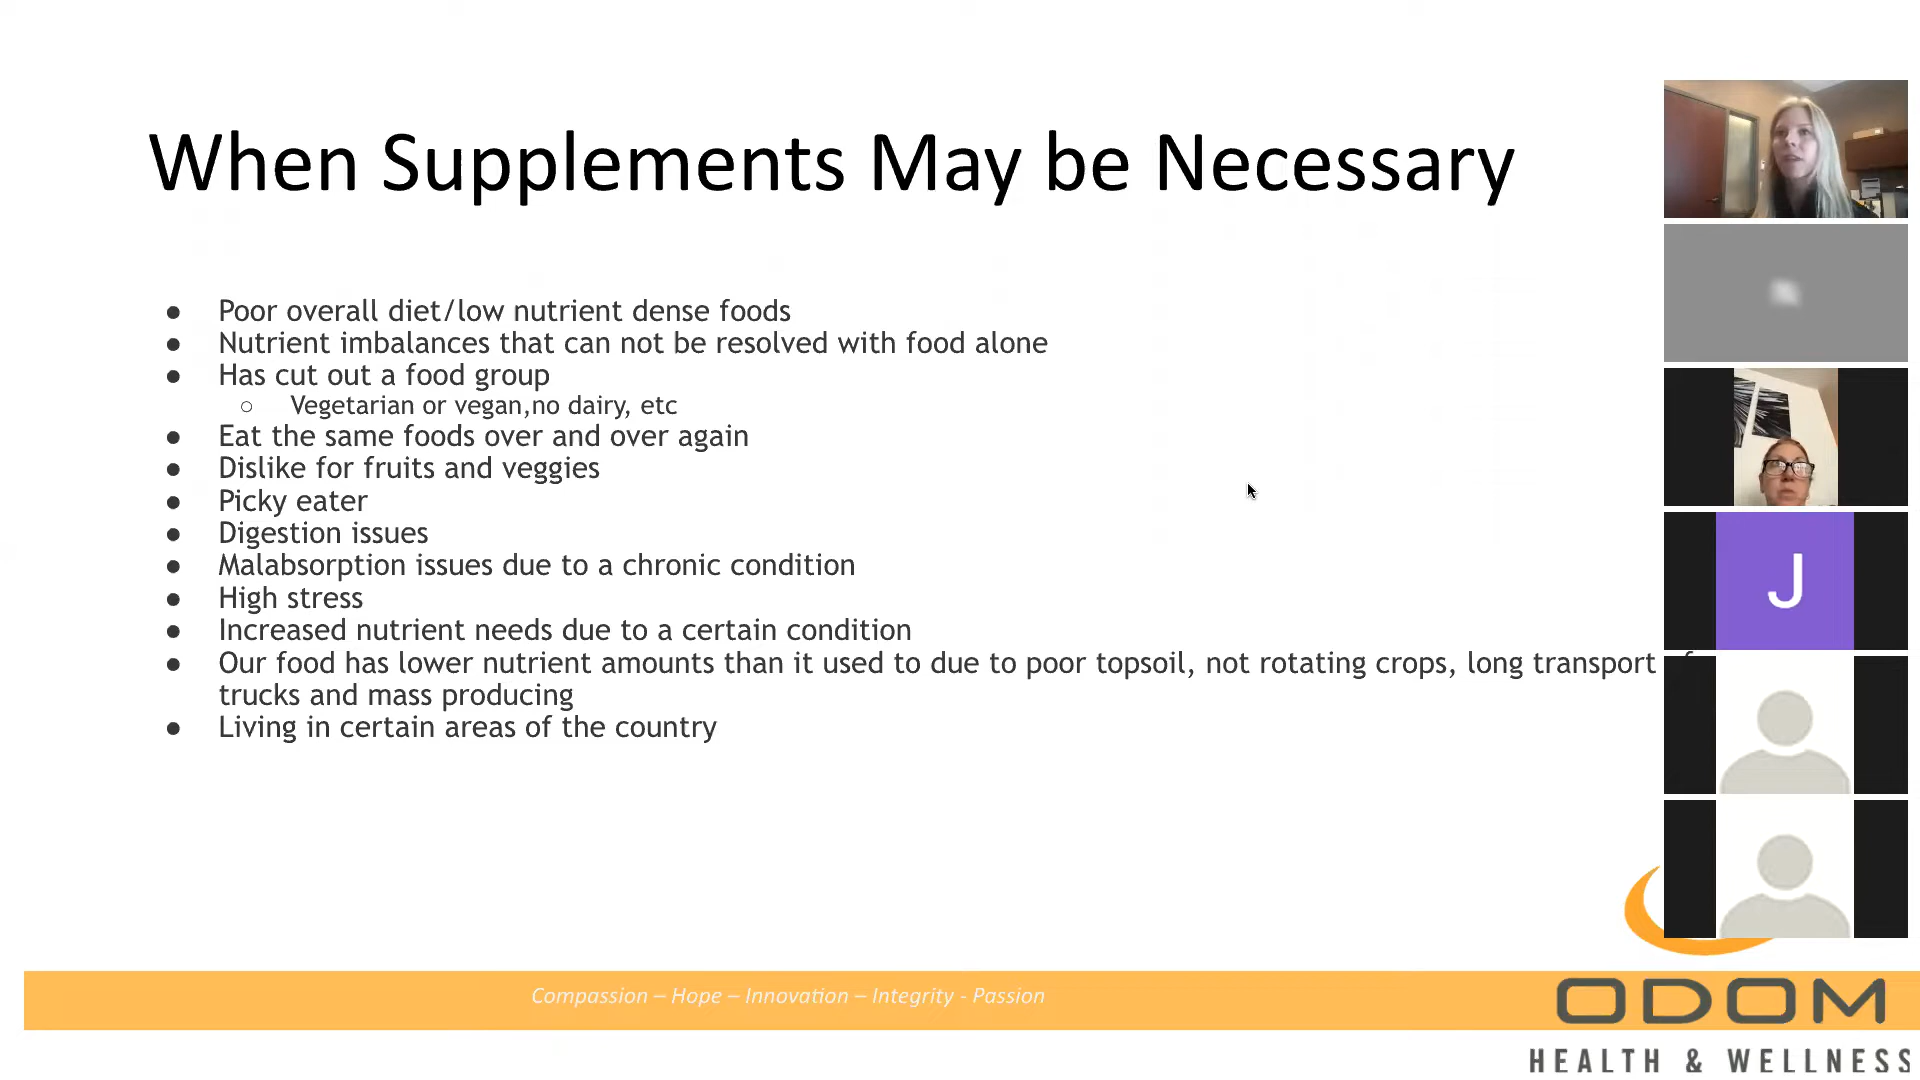 When Supplements May be Necessary
● Poor overall diet/low nutrient dense foods
● Nutrient imbalances that can not be resolved with food alone
● Has cut out a food group
○ Vegetarian or vegan,no dairy, etc
● Eat the same foods over and over again
● Dislike for fruits and veggies
● Picky eater
● Digestion issues
● Malabsorption issues due to a chronic condition
● High stress
● Increased nutrient needs due to a certain condition
● Our food has lower nutrient amounts than it used to due to poor topsoil, not rotating crops, long transport
trucks and mass producing
● Living in certain areas of the country
J
Compassion – Hope – Innovation – Integrity - Passion
ODOM
HEALTH & WELLNESS